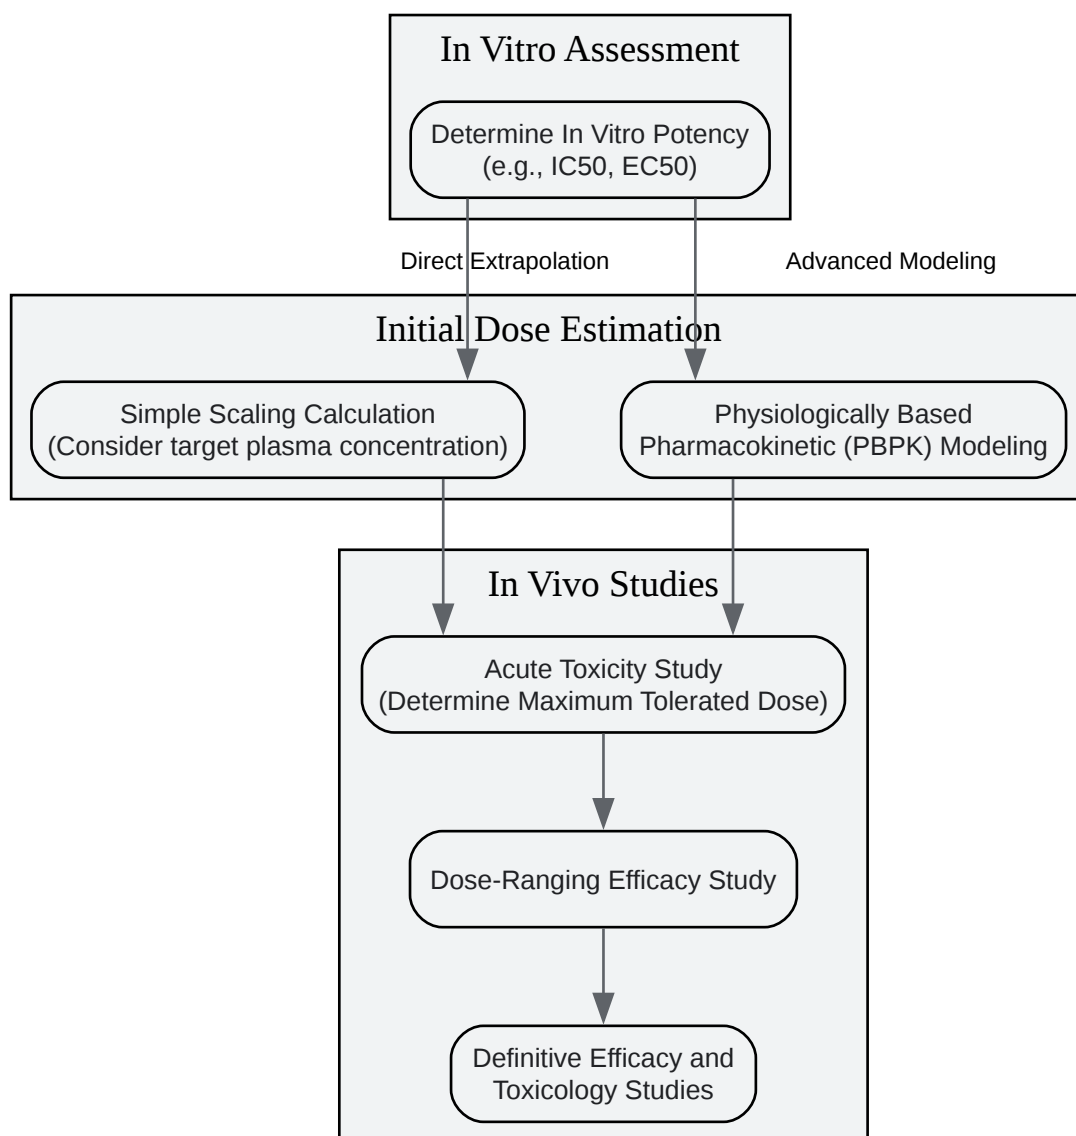 In Vitro Assessment
Determine In Vitro Potency
(e.g., IC50, EC50)
Direct Extrapolation
Advanced Modeling
Initial Dose Estimation
Simple Scaling Calculation
(Consider target plasma concentration)
Physiologically Based
Pharmacokinetic (PBPK) Modeling
In Vivo Studies
Acute Toxicity Study
(Determine Maximum Tolerated Dose)
Dose-Ranging Efficacy Study
Definitive Efficacy and
Toxicology Studies